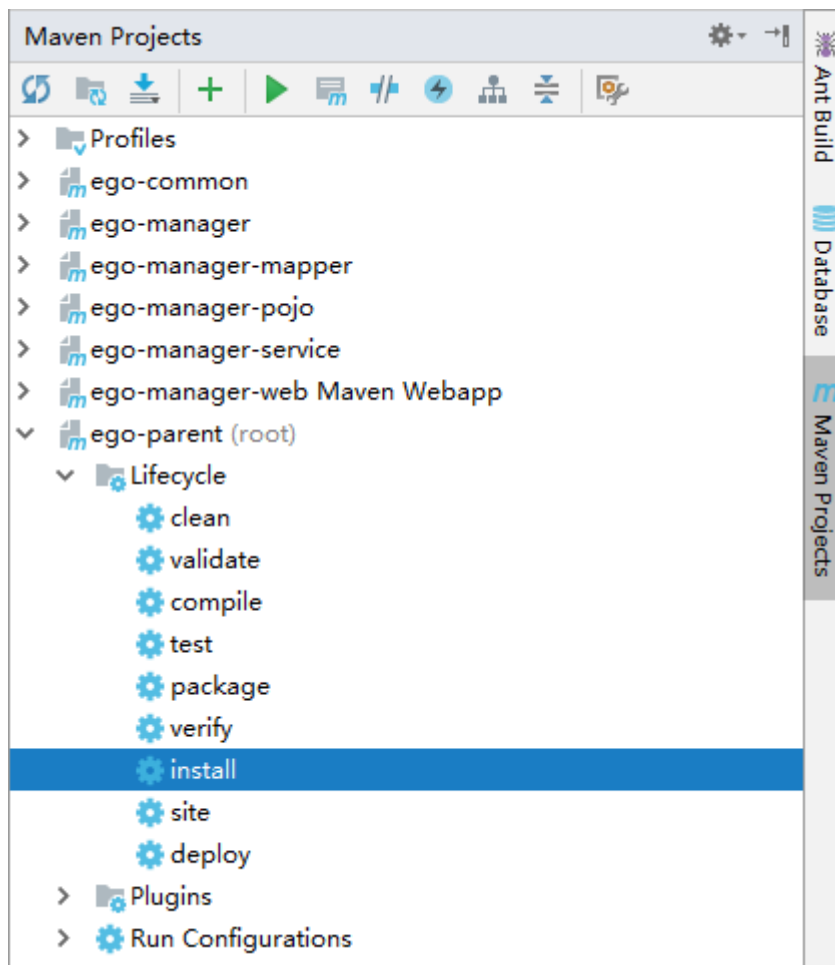 Maven Projects
Profiles
ego-common
ego-manager
ego-manager-mapper
ego-manager-pojo
ego-manager-service
ego-manager-web Maven Webapp
ego-parent (root)
Lifecycle
clean
validate
compile
test
package
verify
install
site
deploy
Plugins
Run Configurations
Ant Build
Database
Maven Projects